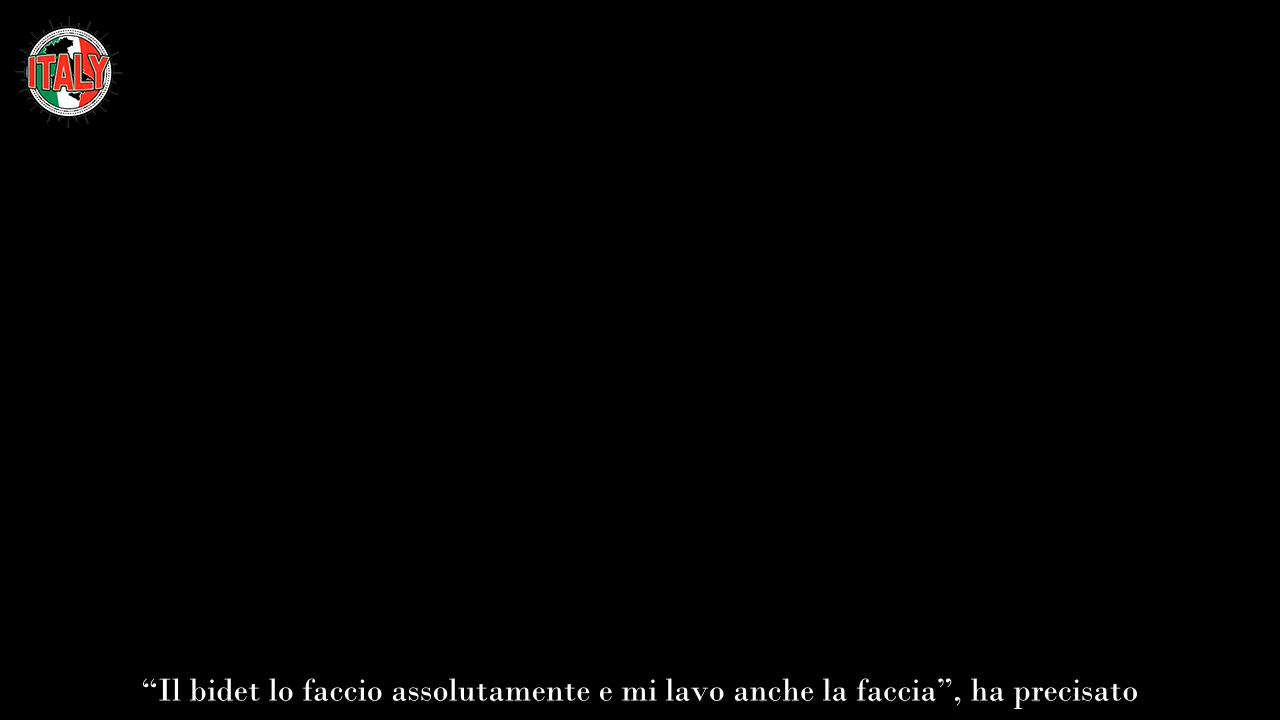 ITALY
“Il bidet lo faccio assolutamente e mi lavo anche la faccia”, ha precisato